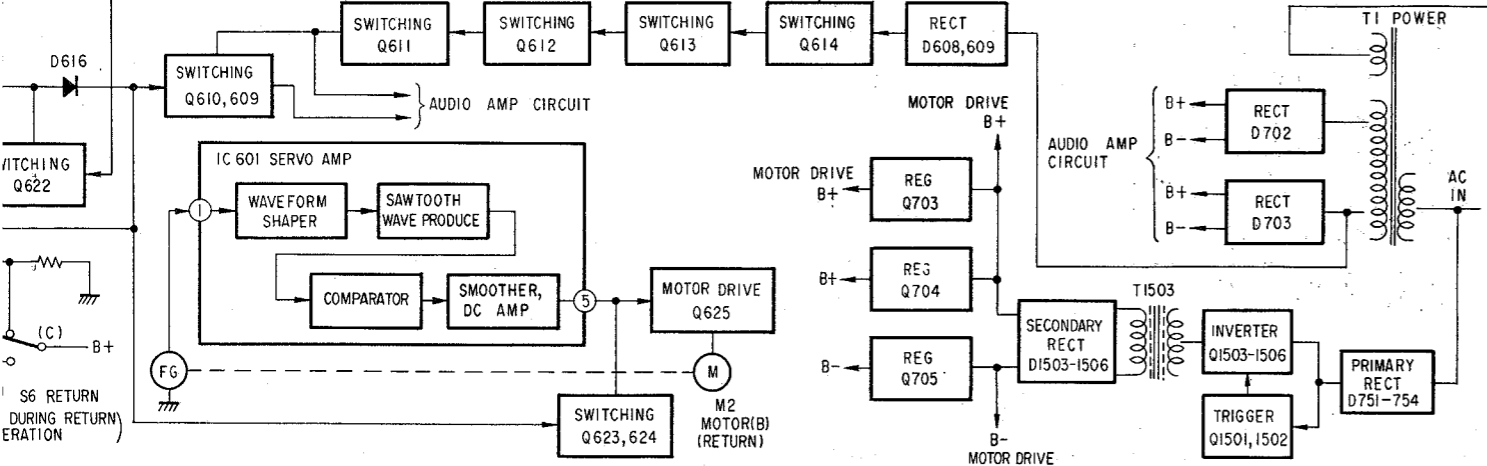 SWITCHING
Q611
SWITCHING
Q612
SWITCHING
Q613
SWITCHING
Q614
RECT
D608,609
T1 POWER
D616
SWITCHING
Q610,609
AUDIO AMP CIRCUIT
MOTOR DRIVE
B+
AUDIO AMP
CIRCUIT
B+
B-
RECT
D702
B+
B-
RECT
D703
AC
IN
ITCHING
Q622
IC 601 SERVO AMP
1
WAVEFORM
SHAPER
SAWTOOTH
WAVE PRODUCE
COMPARATOR
SMOOTHER,
DC AMP
5
MOTOR DRIVE
Q625
MOTOR DRIVE
B+
REG
Q703
B+
REG
Q704
B-
REG
Q705
SECONDARY
RECT
D1503-1506
T1503
INVERTER
Q1503-1506
TRIGGER
Q1501,1502
PRIMARY
RECT
D751-754
(C)
B+
S6 RETURN
DURING RETURN)
ERATION
FG
M
M2
MOTOR(B)
(RETURN)
SWITCHING
Q623,624
B-
MOTOR DRIVE